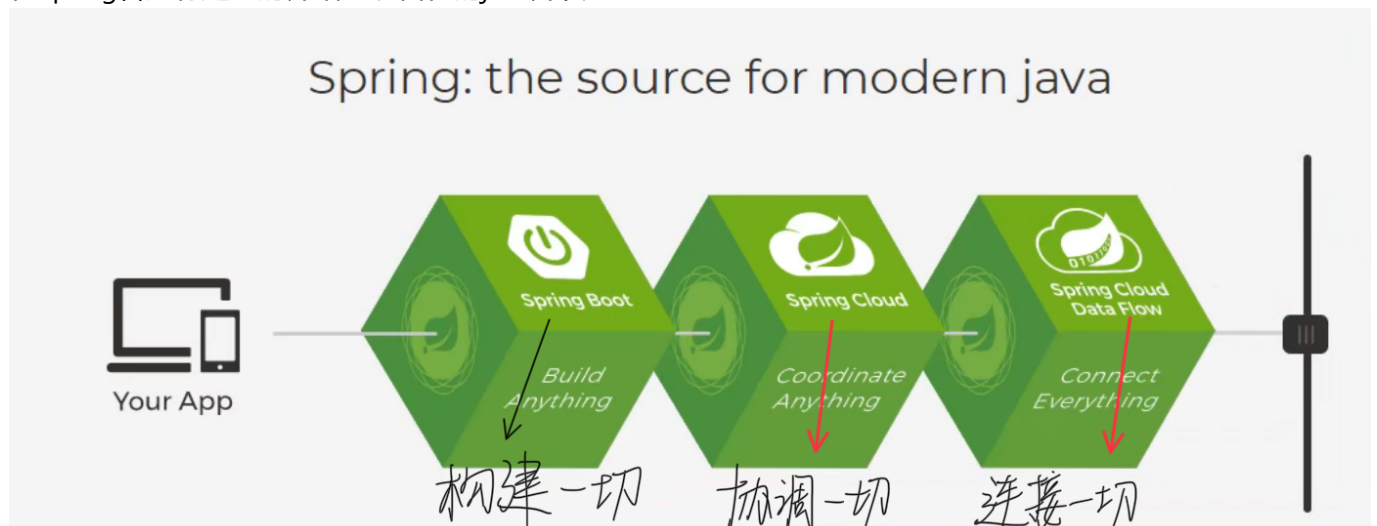 Spring: the source for modern java
Spring Boot
Spring Cloud
Spring Cloud
Data Flow
Your App
Build
Anything
Coordinate
Anything
Connect
Everything
构建一切
协调一切
连接一切